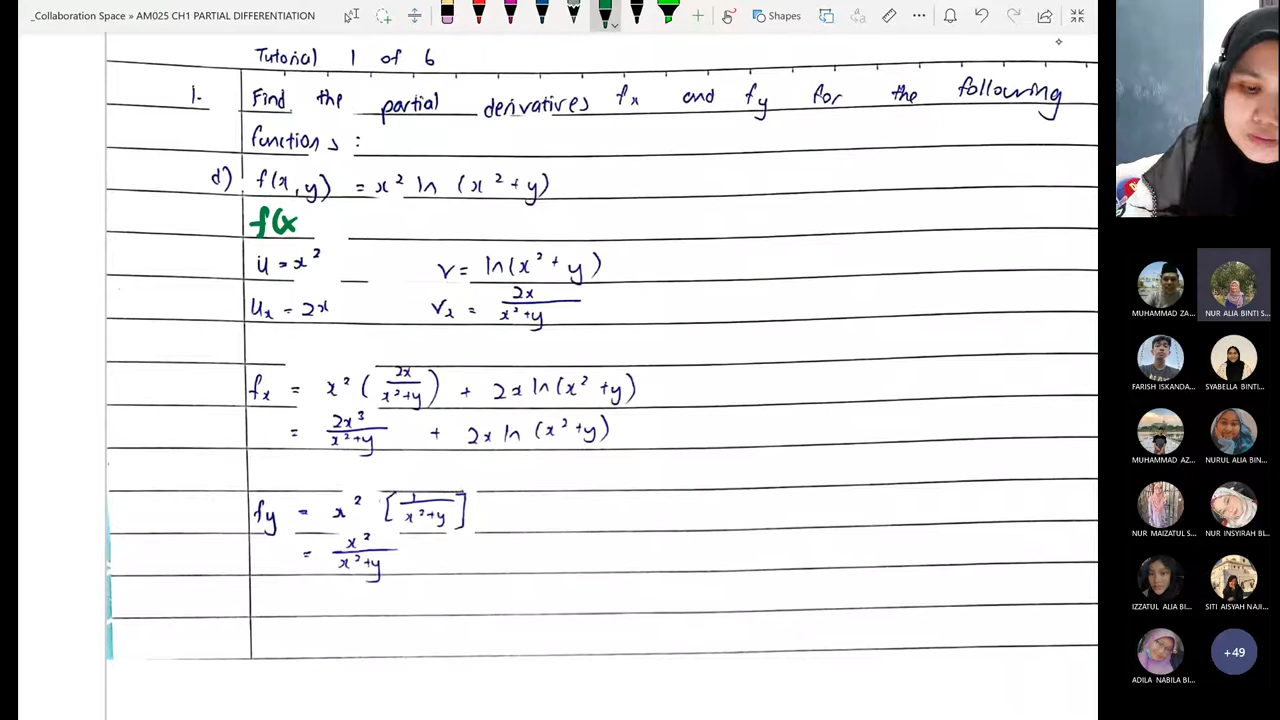 _Collaboration Space » AM025 CH1 PARTIAL DIFFERENTIATION
Shapes
Tutorial 1 of 6
1. Find the partial derivatives fx and fy for the following
functions :
d) f(x,y) = x² ln (x² + y)
f(x
u = x² v = ln(x² + y)
ux = 2x vx = 2x/(x²+y)
fx = x² (2x/(x²+y)) + 2x ln(x² + y)
= 2x³/(x²+y) + 2x ln (x²+y)
fy = x² [1/(x²+y)]
= x²/(x²+y)
MUHAMMAD ZA...
NUR ALIA BINTI S...
FARISH ISKANDA...
SYABELLA BINTI...
MUHAMMAD AZ...
NURUL ALIA BIN...
NUR MAIZATUL S...
NUR INSYIRAH BI...
IZZATUL ALIA BI...
SITI AISYAH NAJI...
ADILA NABILA BI...
+49